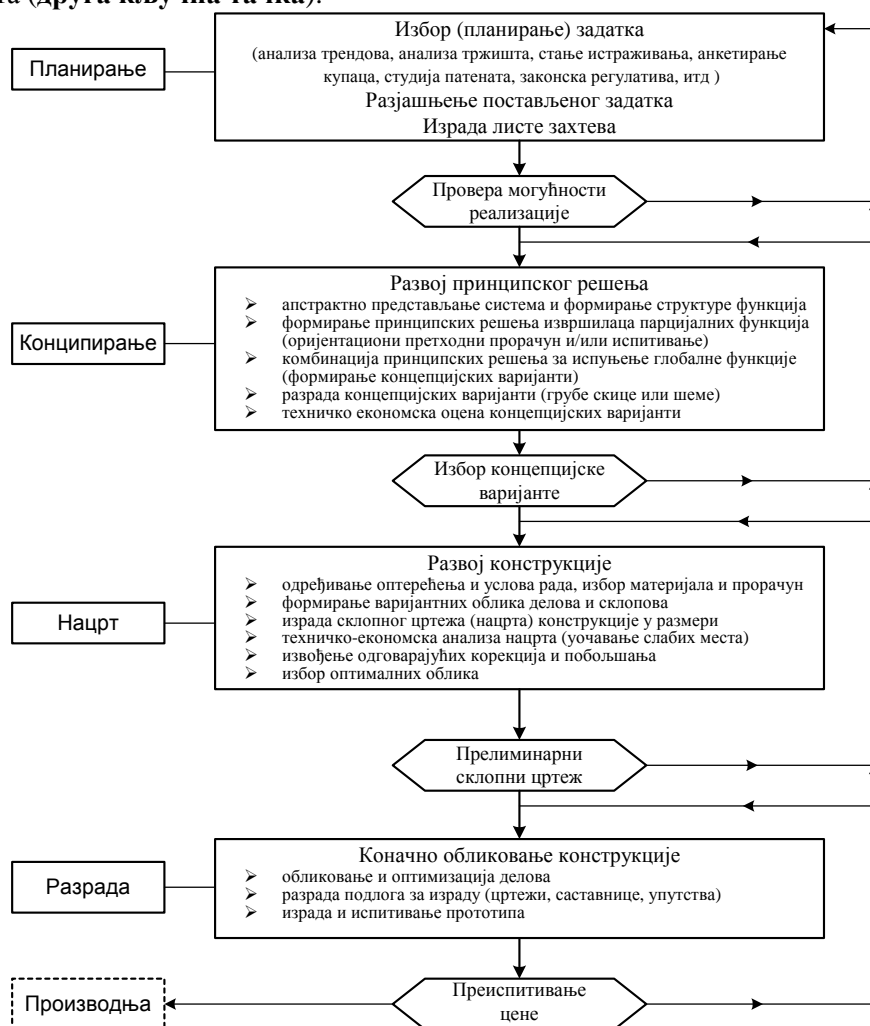 (друга кључна тачка).
Избор (планирање) задатка
(анализа трендова, анализа тржишта, стање истраживања, анкетирање
купаца, студија патената, законска регулатива, итд )
Разјашњење постављеног задатка
Израда листе захтева
Планирање
Провера могућности
реализације
Развој принципског решења
➢ апстрактно представљање система и формирање структуре функција
➢ формирање принципских решења извршилаца парцијалних функција
(оријентациони претходни прорачун и/или испитивање)
➢ комбинација принципских решења за испуњење глобалне функције
(формирање концепцијских варијанти)
➢ разрада концепцијских варијанти (грубе скице или шеме)
➢ техничко економска оцена концепцијских варијанти
Конципирање
Избор концепцијске
варијанте
Развој конструкције
➢ одређивање оптерећења и услова рада, избор материјала и прорачун
➢ формирање варијантних облика делова и склопова
➢ израда склопног цртежа (нацрта) конструкције у размери
➢ техничко-економска анализа нацрта (уочавање слабих места)
➢ извођење одговарајућих корекција и побољшања
➢ избор оптималних облика
Нацрт
Прелиминарни
склопни цртеж
Коначно обликовање конструкције
➢ обликовање и оптимизација делова
➢ разрада подлога за израду (цртежи, саставнице, упутства)
➢ израда и испитивање прототипа
Разрада
Преиспитивање
цене
Производња